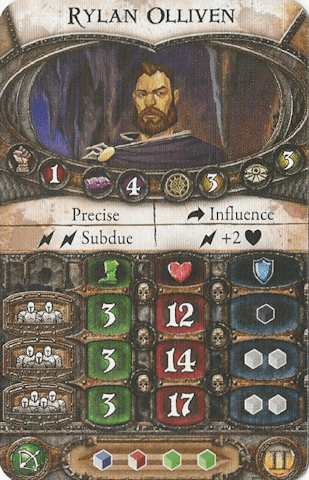 RYLAN OLLIVEN
1 4 3 3
Precise Influence
Subdue +2
3 12
3 14
3 17
II